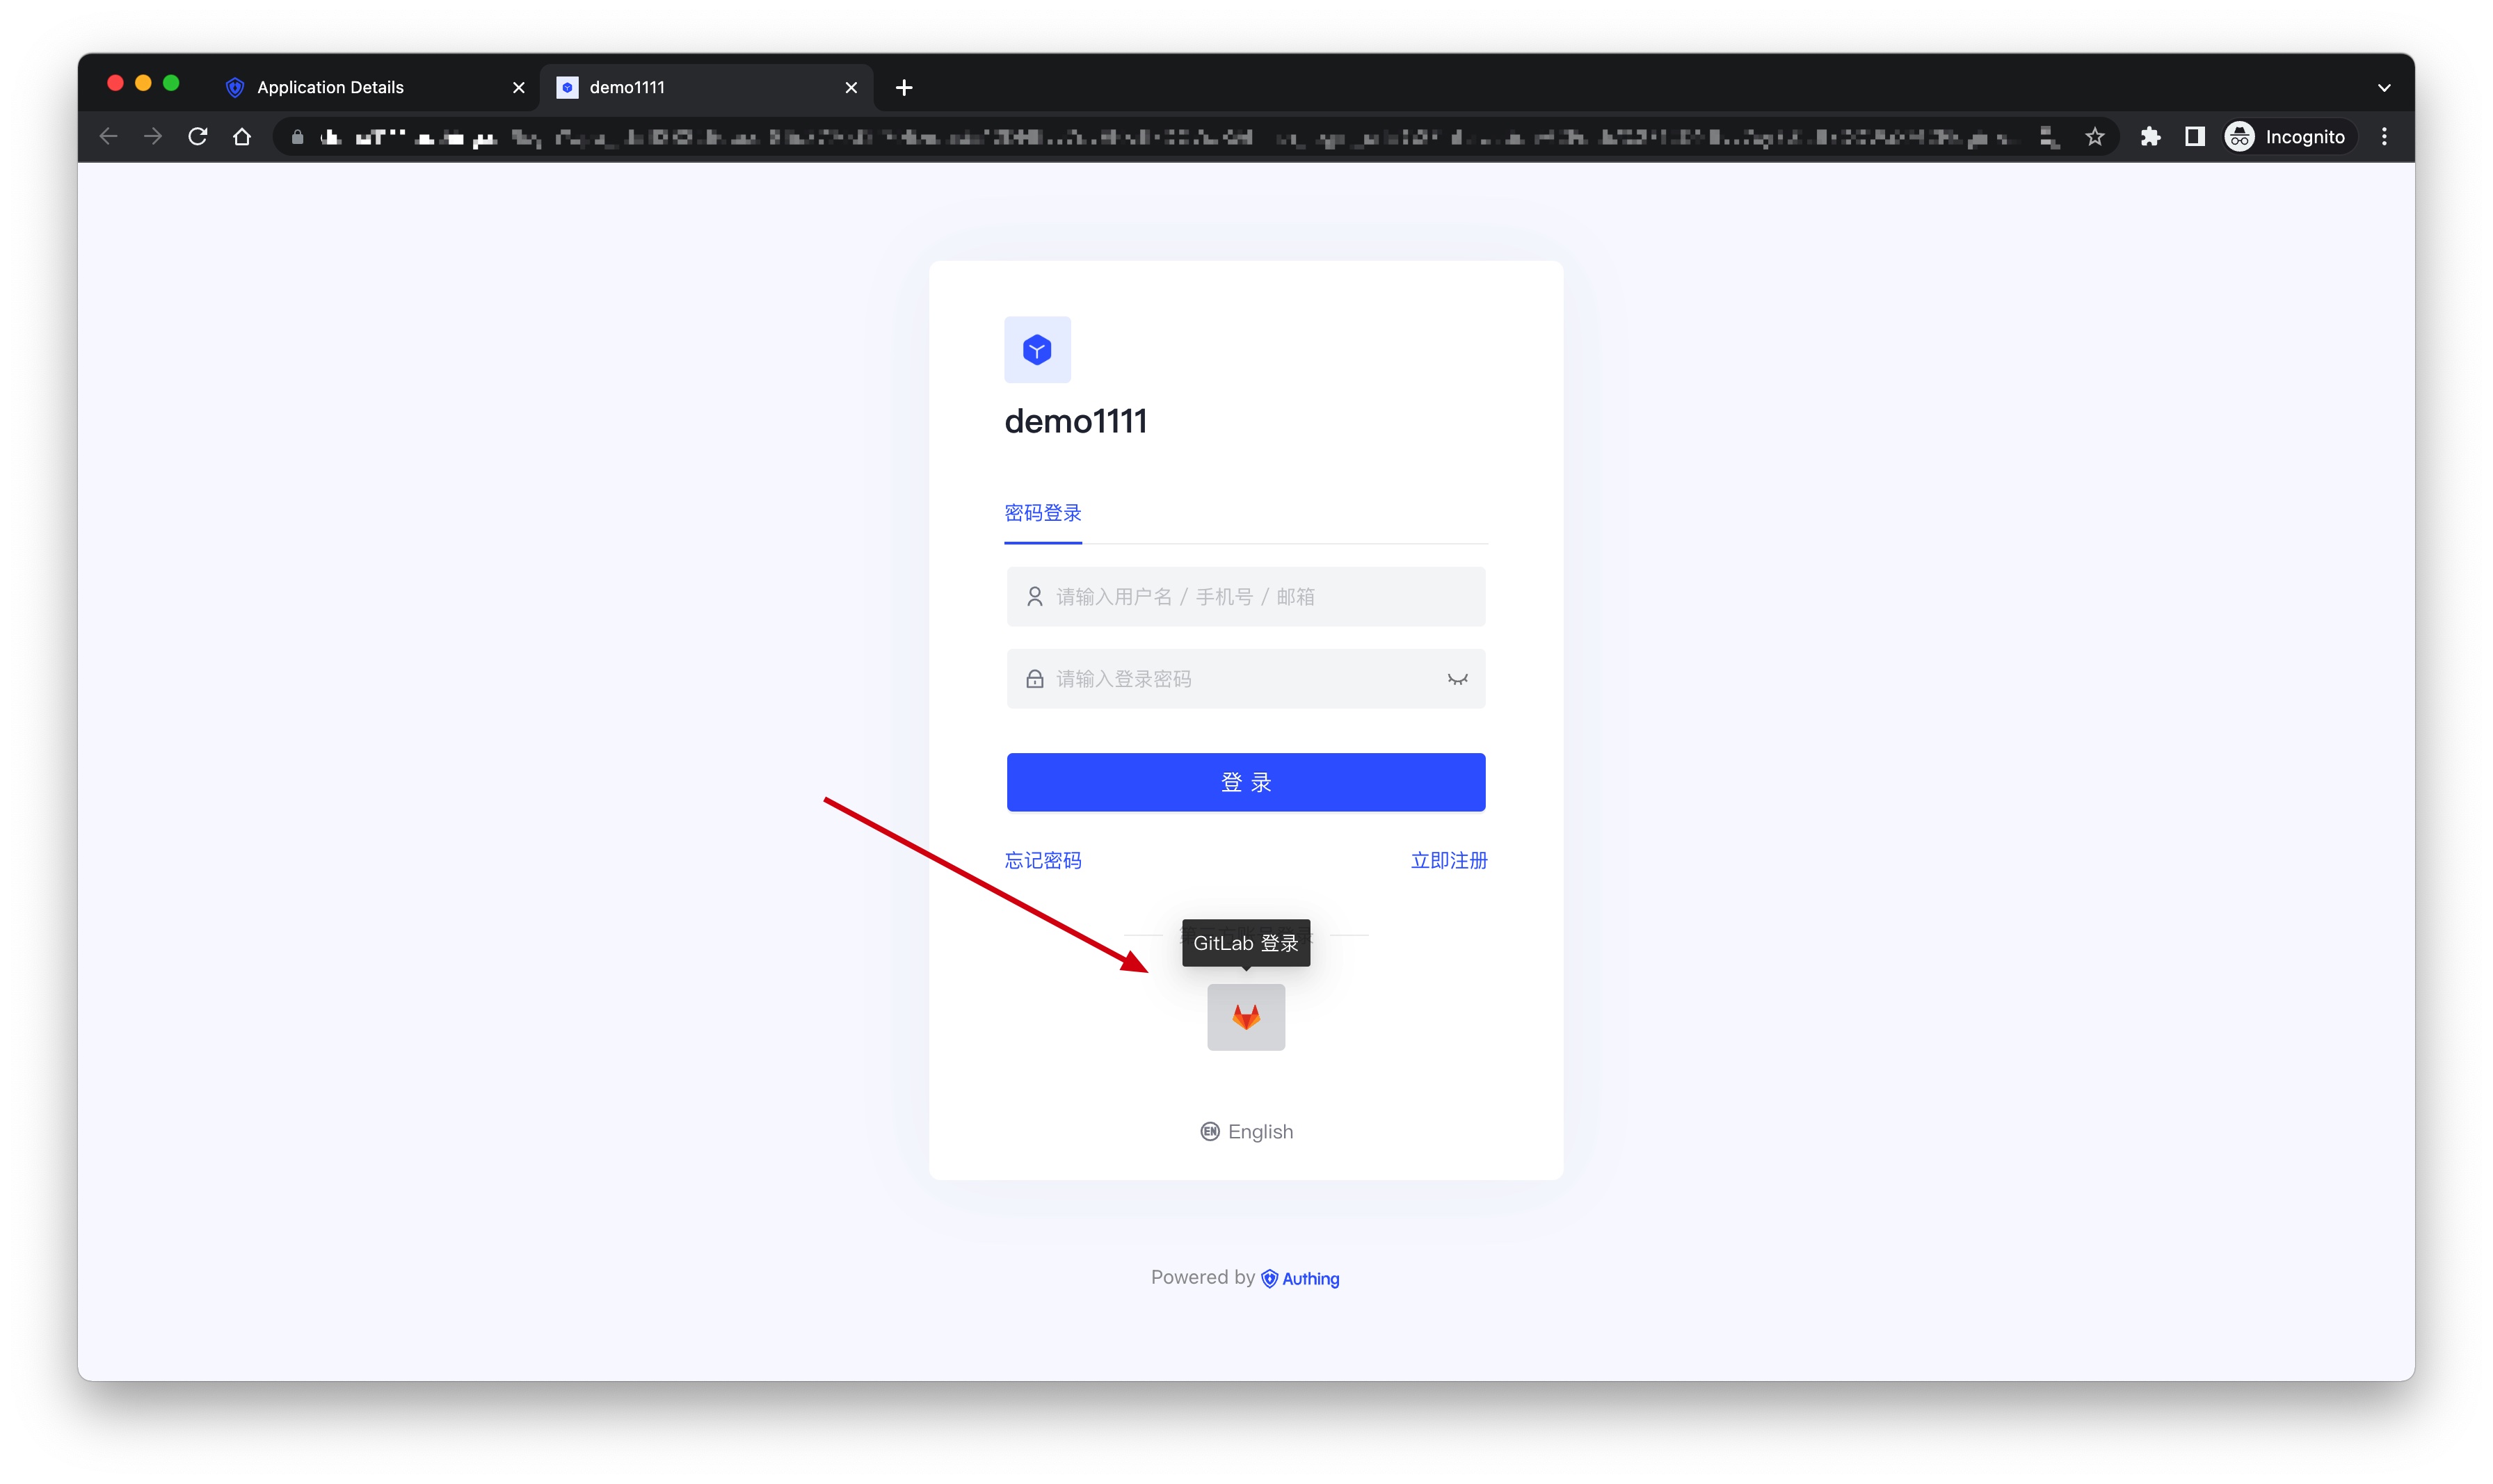 Application Details
demo1111
Incognito
demo1111
密码登录
请输入用户名 / 手机号 / 邮箱
请输入登录密码
登 录
忘记密码
立即注册
GitLab 登录
EN English
Powered by Authing